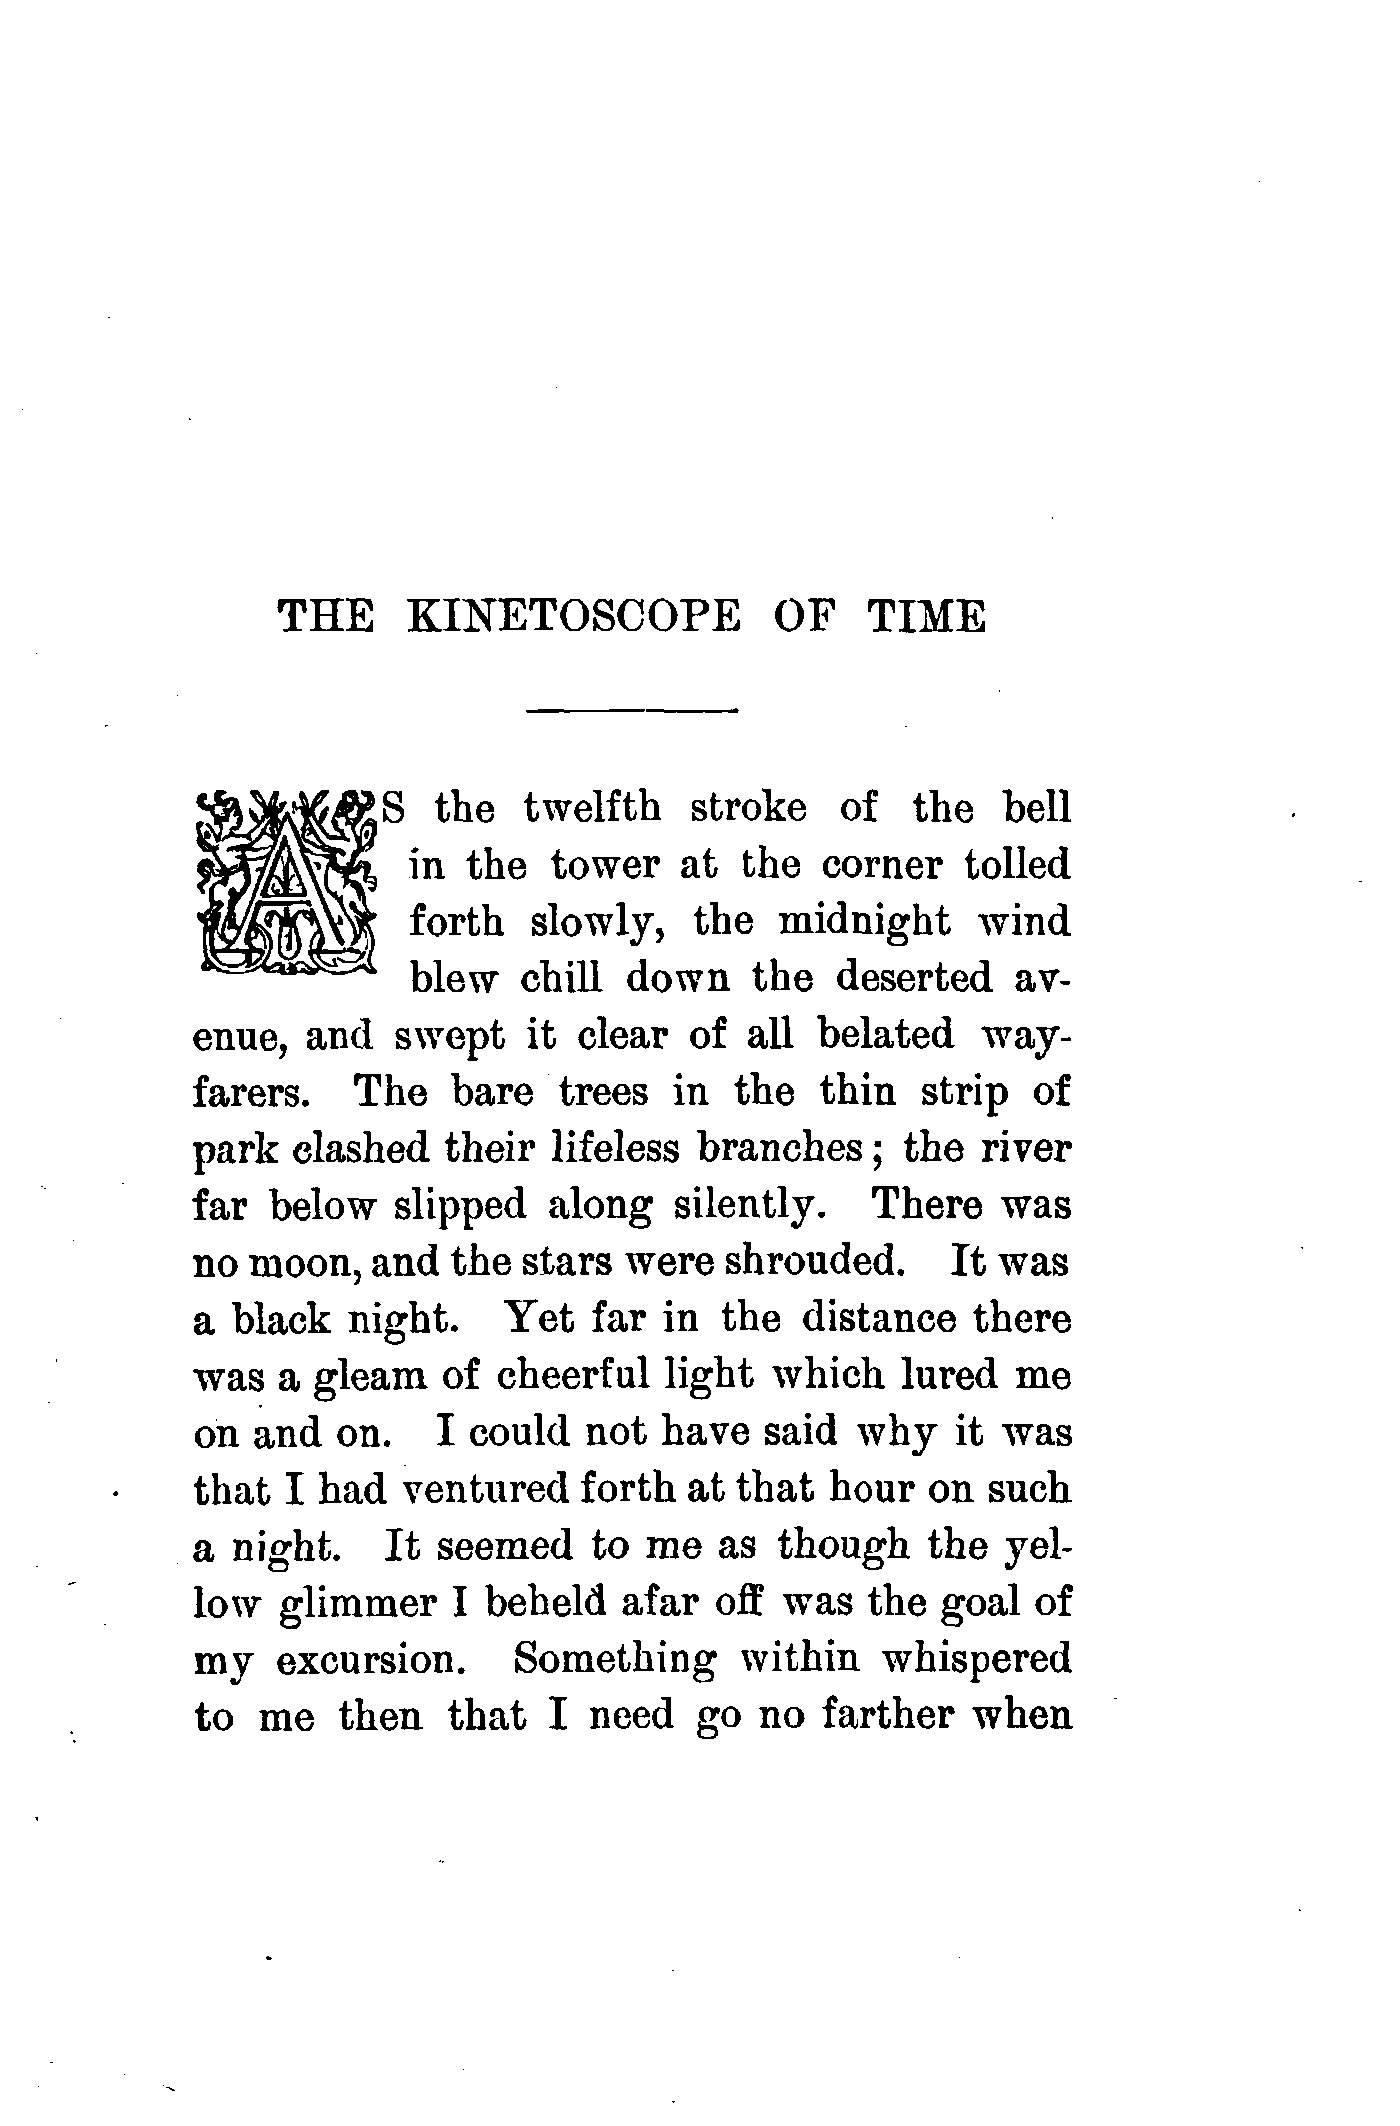 THE KINETOSCOPE OF TIME
AS the twelfth stroke of the bell
in the tower at the corner tolled
forth slowly, the midnight wind
blew chill down the deserted av-
enue, and swept it clear of all belated way-
farers. The bare trees in the thin strip of
park clashed their lifeless branches; the river
far below slipped along silently. There was
no moon, and the stars were shrouded. It was
a black night. Yet far in the distance there
was a gleam of cheerful light which lured me
on and on. I could not have said why it was
that I had ventured forth at that hour on such
a night. It seemed to me as though the yel-
low glimmer I beheld afar off was the goal of
my excursion. Something within whispered
to me then that I need go no farther when